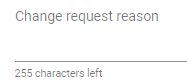 Change request reason
255 characters left